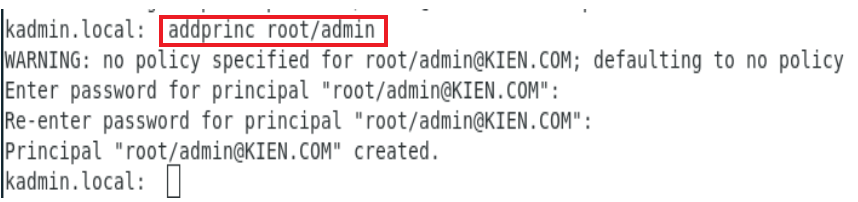 kadmin.local: addprinc root/admin
WARNING: no policy specified for root/admin@KIEN.COM; defaulting to no policy
Enter password for principal "root/admin@KIEN.COM":
Re-enter password for principal "root/admin@KIEN.COM":
Principal "root/admin@KIEN.COM" created.
kadmin.local: